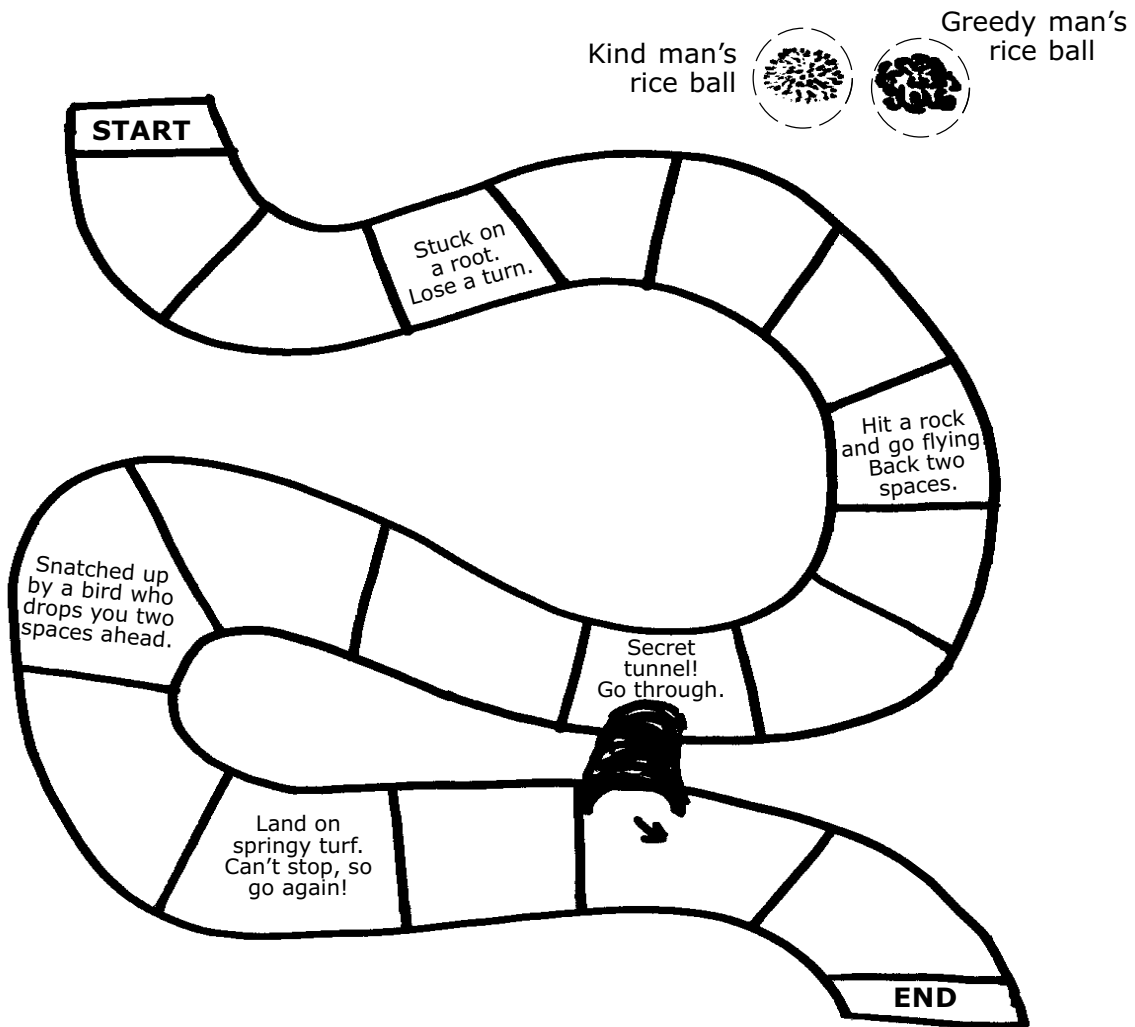 Kind man’s
rice ball
Greedy man’s
rice ball
START
Stuck on
a root.
Lose a turn.
Hit a rock
and go flying
Back two
spaces.
Secret
tunnel!
Go through.
Snatched up
by a bird who
drops you two
spaces ahead.
Land on
springy turf.
Can’t stop, so
go again!
END